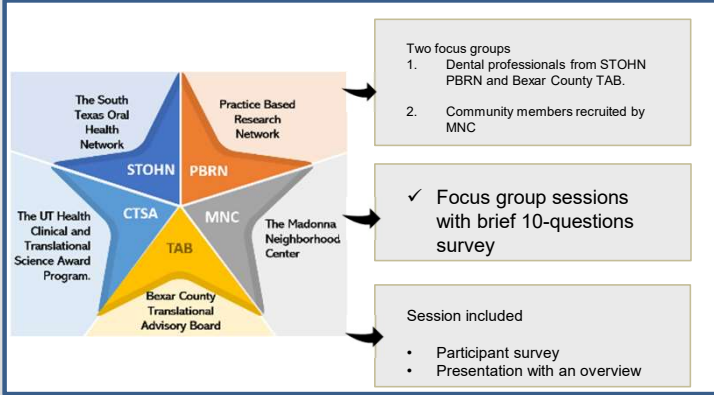 The South
Texas Oral
Health
Network
Practice Based
Research
Network
STOHN
PBRN
CTSA
MNC
TAB
The UT Health
Clinical and
Translational
Science Award
Program.
The Madonna
Neighborhood
Center
Bexar County
Translational
Advisory Board
Two focus groups
1. Dental professionals from STOHN
PBRN and Bexar County TAB.
2. Community members recruited by
MNC
✓ Focus group sessions
with brief 10-questions
survey
Session included
• Participant survey
• Presentation with an overview